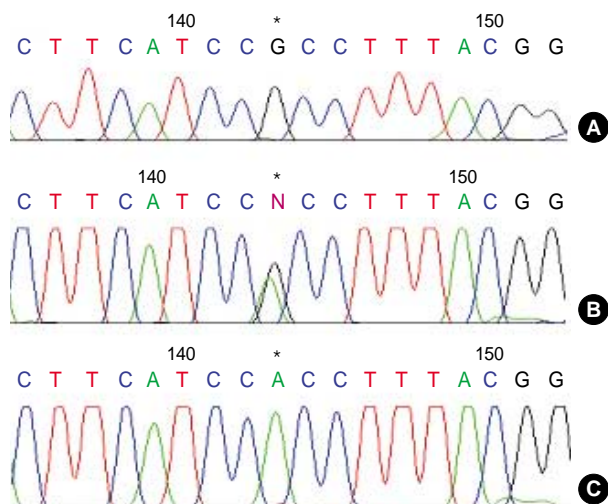 140 * 150
C T T C A T C C G C C T T T A C G G
A
140 * 150
C T T C A T C C N C C T T T A C G G
B
140 * 150
C T T C A T C C A C C T T T A C G G
C